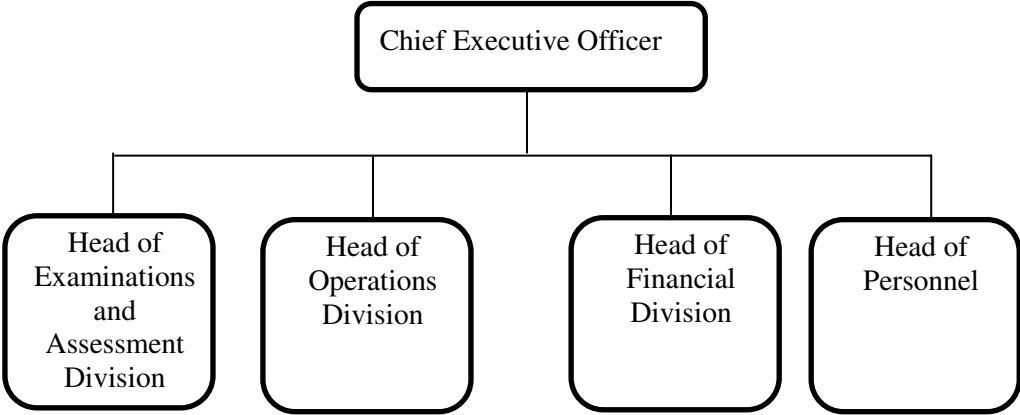 Chief Executive Officer
Head of
Examinations
and
Assessment
Division
Head of
Operations
Division
Head of
Financial
Division
Head of
Personnel